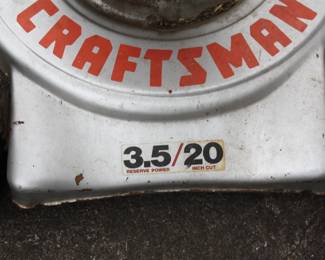 CRAFTSMAN
3.5/20
RESERVE POWER INCH CUT